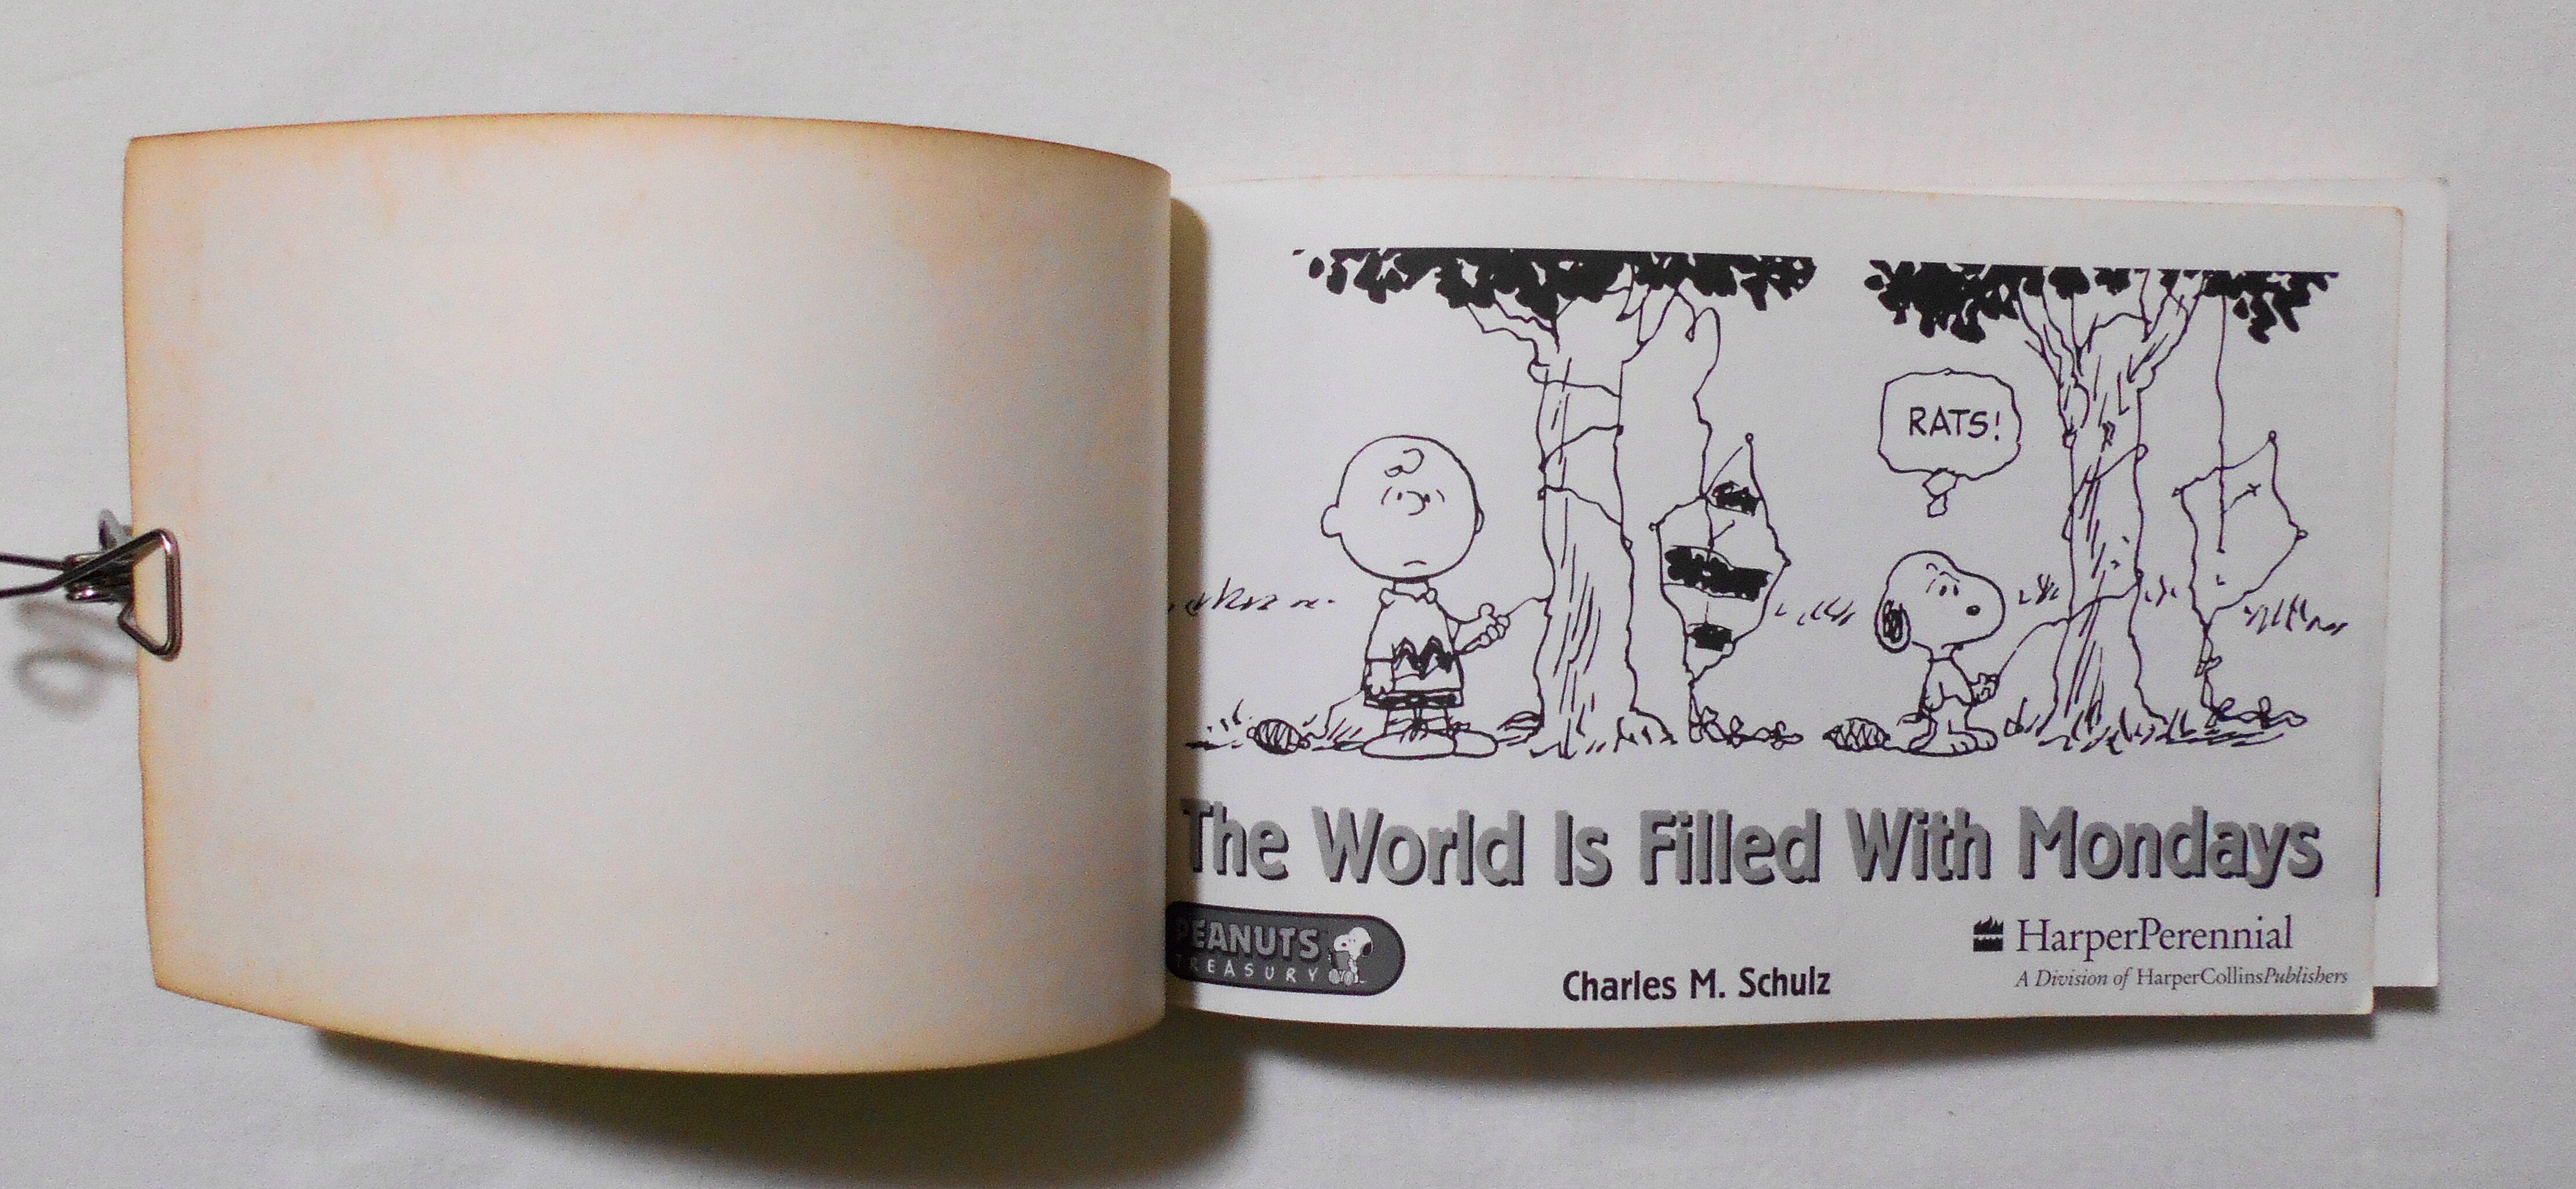 RATS!
The World Is Filled With Mondays
PEANUTS
TREASURY
Charles M. Schulz
HarperPerennial
A Division of HarperCollinsPublishers